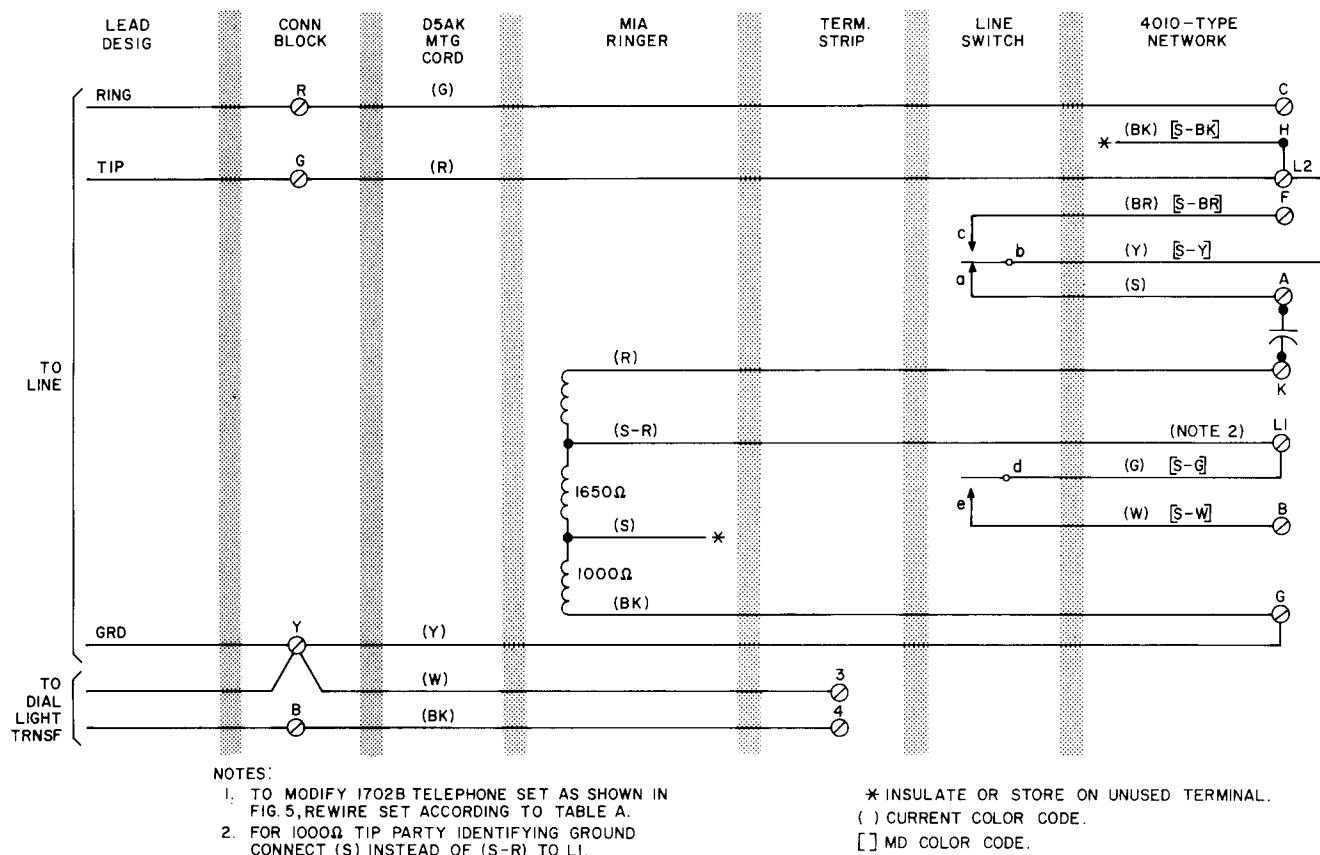 LEAD DESIG
CONN BLOCK
D5AK MTG CORD
MIA RINGER
TERM. STRIP
LINE SWITCH
4010-TYPE NETWORK
RING
R
(G)
C
(BK) [S-BK]
H
*
TIP
G
(R)
L2
(BR) [S-BR]
F
c
b
(Y) [S-Y]
a
(S)
A
TO LINE
(R)
K
(S-R)
(NOTE 2)
L1
d
(G) [S-G]
1650Ω
e
(W) [S-W]
B
(S)
*
1000Ω
(BK)
G
GRD
Y
(Y)
TO DIAL LIGHT TRNSF
(W)
3
B
(BK)
4
NOTES:
1. TO MODIFY 1702B TELEPHONE SET AS SHOWN IN
FIG. 5, REWIRE SET ACCORDING TO TABLE A.
2. FOR 1000Ω TIP PARTY IDENTIFYING GROUND
CONNECT (S) INSTEAD OF (S-R) TO L1.
* INSULATE OR STORE ON UNUSED TERMINAL.
( ) CURRENT COLOR CODE.
[ ] MD COLOR CODE.